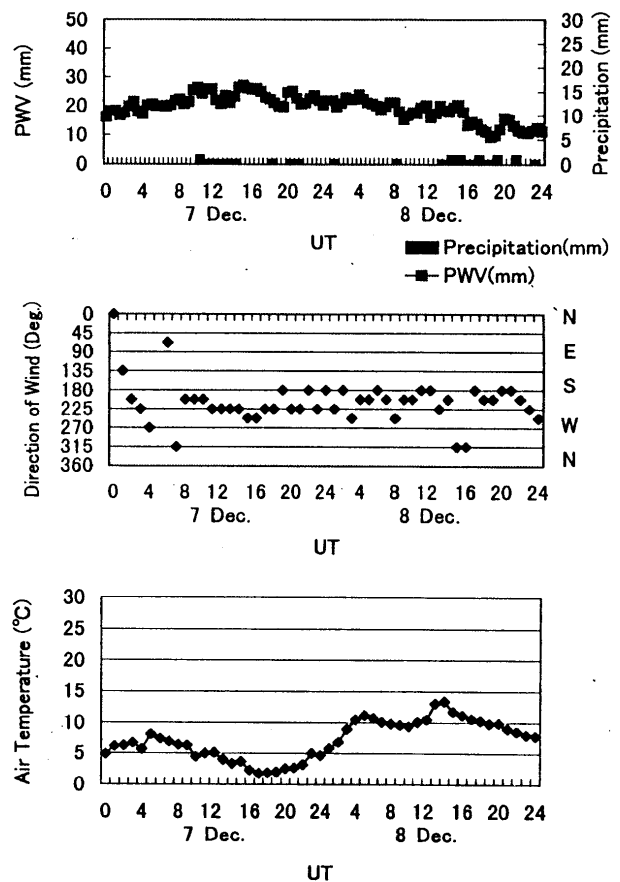 50
40
30
20
10
0
PWV (mm)
30
25
20
15
10
5
0
Precipitation (mm)
0 4 8 12 16 20 24 4 8 12 16 20 24
7 Dec. 8 Dec.
UT
Precipitation(mm)
PWV(mm)
0
45
90
135
180
225
270
315
360
Direction of Wind (Deg.)
N
E
S
W
N
0 4 8 12 16 20 24 4 8 12 16 20 24
7 Dec. 8 Dec.
UT
30
25
20
15
10
5
0
Air Temperature (℃)
0 4 8 12 16 20 24 4 8 12 16 20 24
7 Dec. 8 Dec.
UT